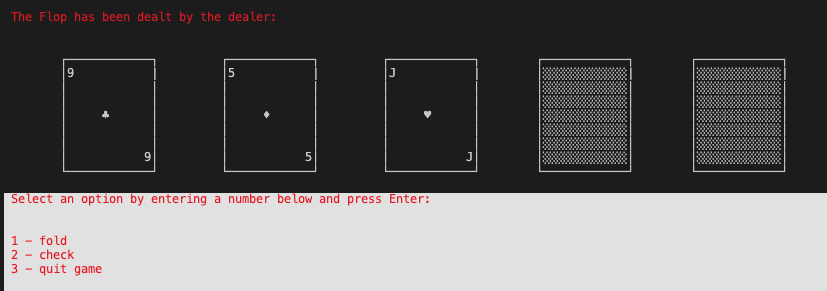 The Flop has been dealt by the dealer:
9 5 J
♣ ♦ ♥
9 5 J
Select an option by entering a number below and press Enter:
1 – fold
2 – check
3 – quit game